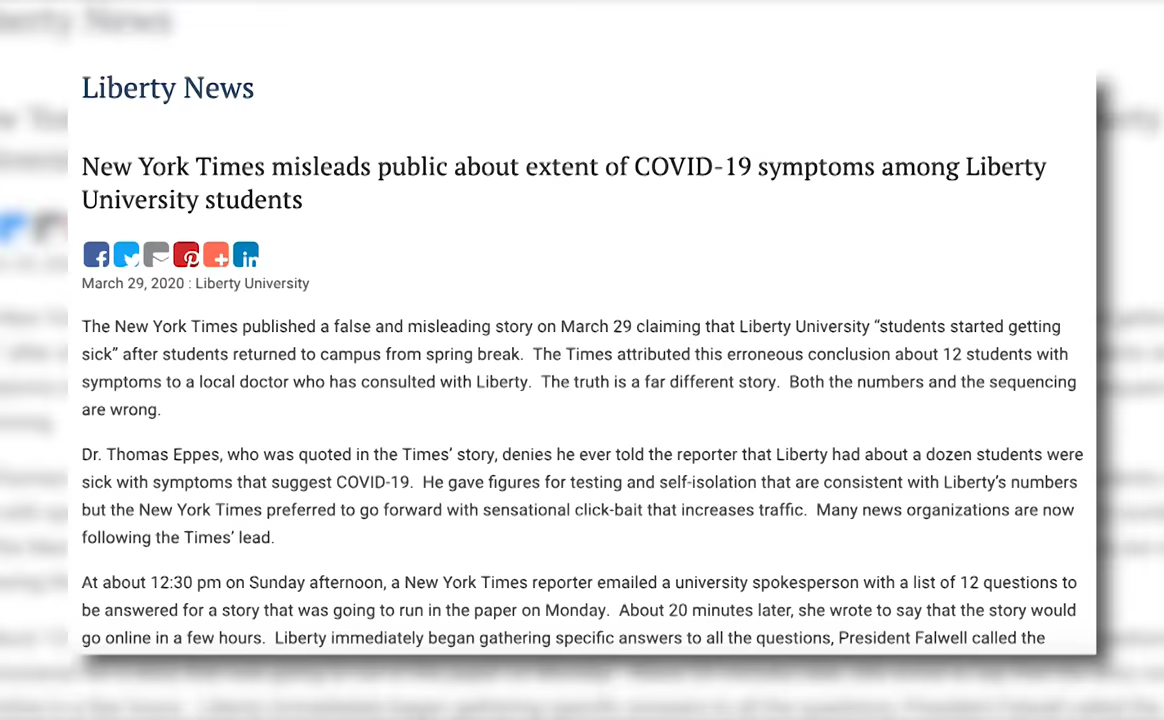 Liberty News
New York Times misleads public about extent of COVID-19 symptoms among Liberty
University students
March 29, 2020 : Liberty University
The New York Times published a false and misleading story on March 29 claiming that Liberty University “students started getting
sick” after students returned to campus from spring break.  The Times attributed this erroneous conclusion about 12 students with
symptoms to a local doctor who has consulted with Liberty.  The truth is a far different story.  Both the numbers and the sequencing
are wrong.
Dr. Thomas Eppes, who was quoted in the Times’ story, denies he ever told the reporter that Liberty had about a dozen students were
sick with symptoms that suggest COVID-19.  He gave figures for testing and self-isolation that are consistent with Liberty’s numbers
but the New York Times preferred to go forward with sensational click-bait that increases traffic.  Many news organizations are now
following the Times’ lead.
At about 12:30 pm on Sunday afternoon, a New York Times reporter emailed a university spokesperson with a list of 12 questions to
be answered for a story that was going to run in the paper on Monday.  About 20 minutes later, she wrote to say that the story would
go online in a few hours.  Liberty immediately began gathering specific answers to all the questions, President Falwell called the